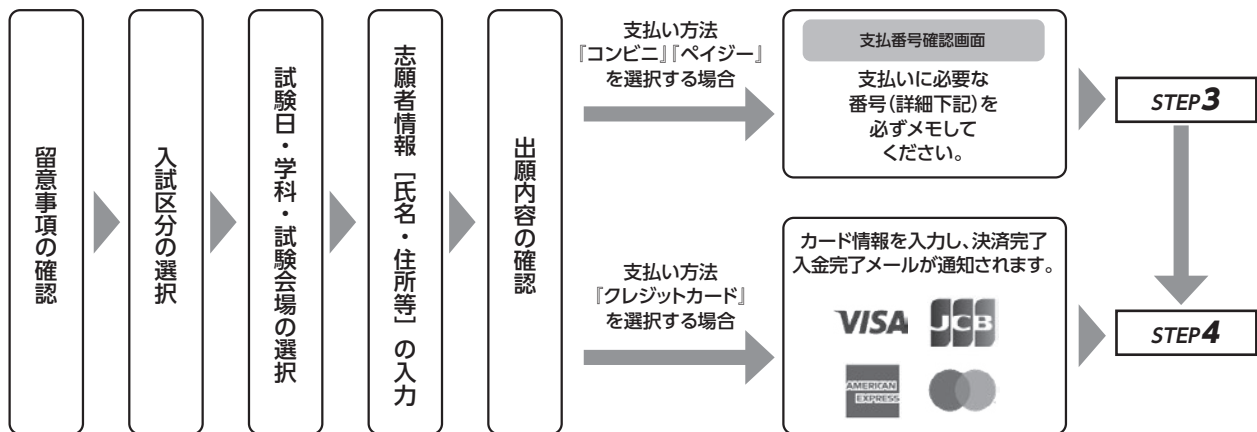 留意事項の確認
入試区分の選択
試験日・学科・試験会場の選択
志願者情報［氏名・住所等］の入力
出願内容の確認
支払い方法
『コンビニ』『ペイジー』
を選択する場合
支払番号確認画面
支払いに必要な
番号（詳細下記）を
必ずメモして
ください。
STEP3
支払い方法
『クレジットカード』
を選択する場合
カード情報を入力し、決済完了
入金完了メールが通知されます。
VISA
JCB
AMERICAN
EXPRESS
STEP4